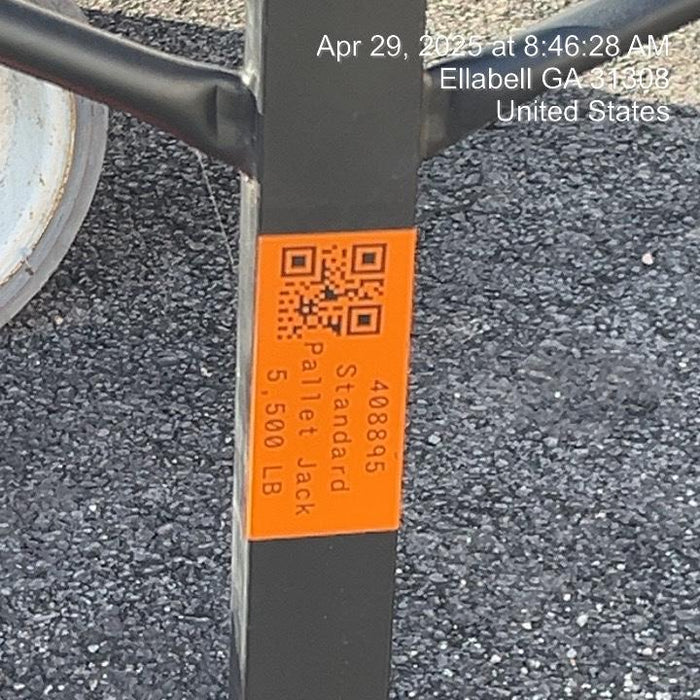 Apr 29, 2025 at 8:46:28 AM
Ellabell GA 31308
United States
408895
Standard
Pallet Jack
5,500 LB